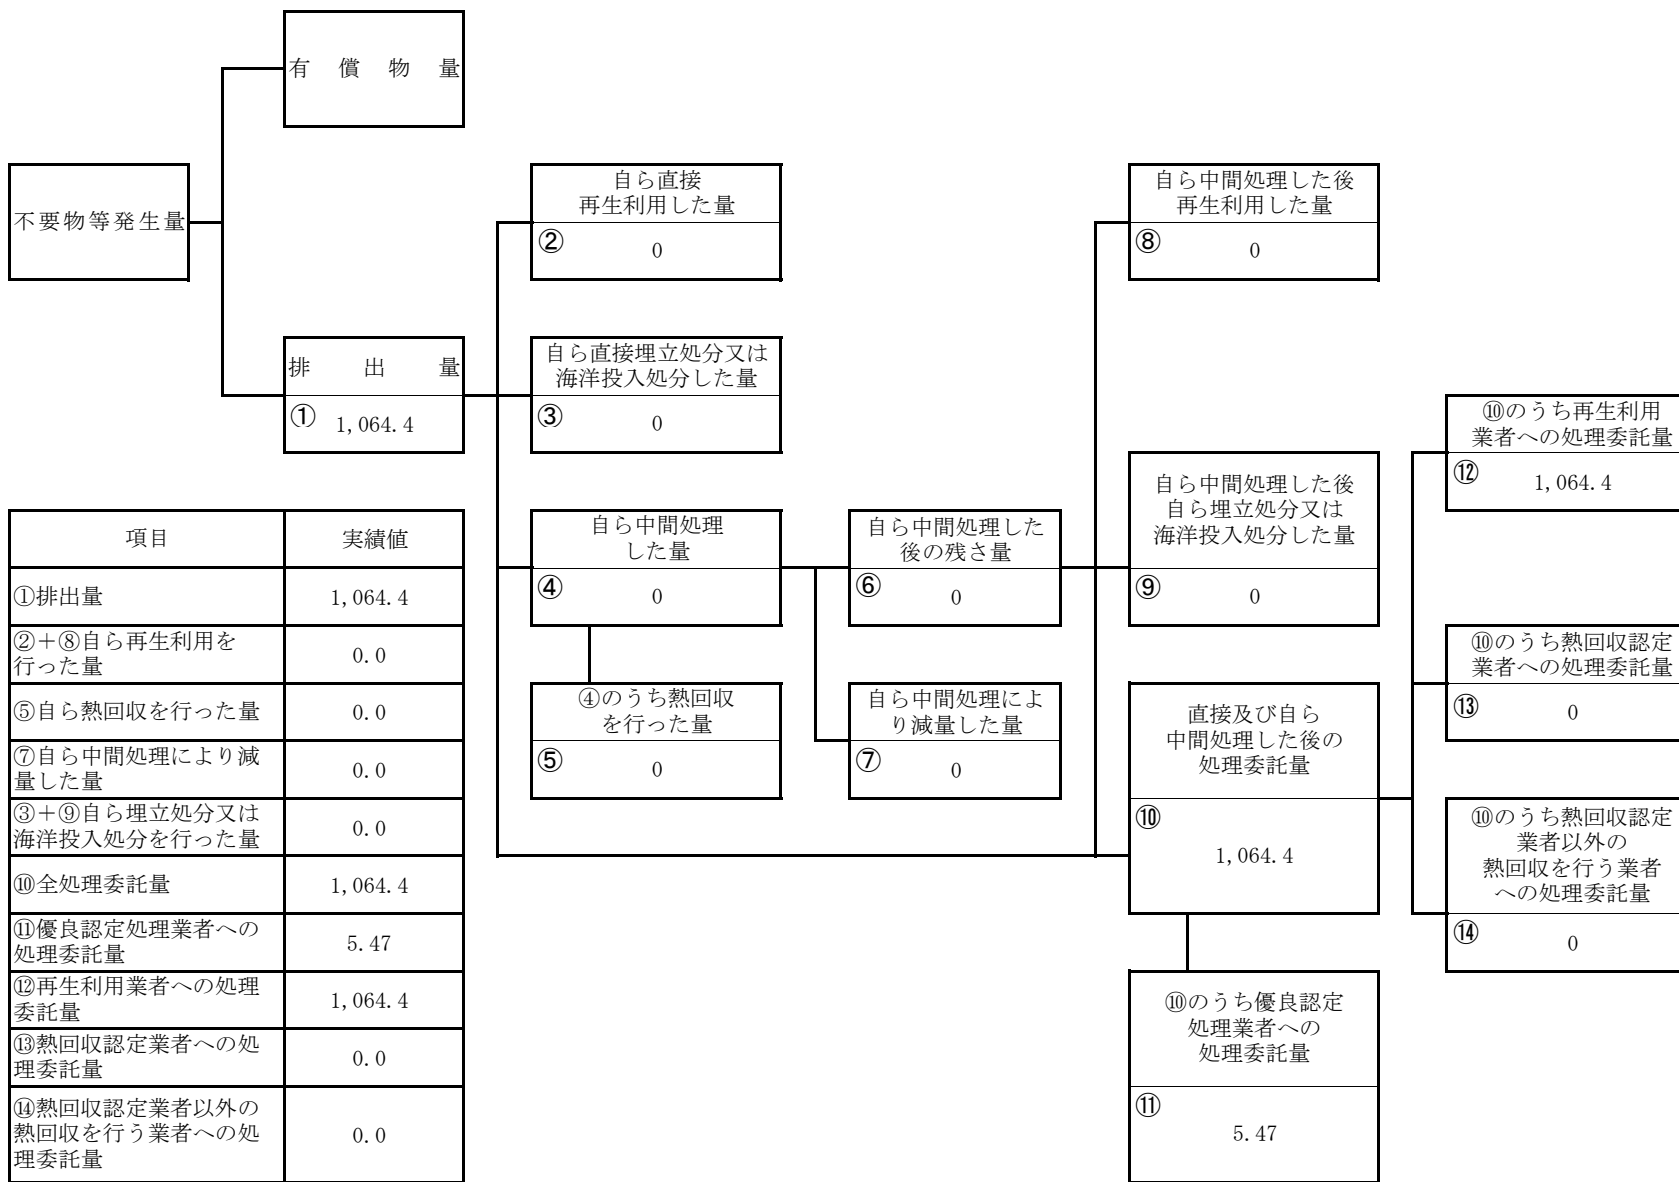 有償物量
不要物等発生量
自ら直接
再生利用した量
② 0
自ら中間処理した後
再生利用した量
⑧ 0
排出量
① 1,064.4
自ら直接埋立処分又は
海洋投入処分した量
③ 0
⑩のうち再生利用
業者への処理委託量
⑫ 1,064.4
自ら中間処理
した量
④ 0
自ら中間処理した
後の残さ量
⑥ 0
自ら中間処理した後
自ら埋立処分又は
海洋投入処分した量
⑨ 0
⑩のうち熱回収認定
業者への処理委託量
⑬ 0
④のうち熱回収
を行った量
⑤ 0
自ら中間処理によ
り減量した量
⑦ 0
直接及び自ら
中間処理した後の
処理委託量
⑩
1,064.4
⑩のうち熱回収認定
業者以外の
熱回収を行う業者
への処理委託量
⑭ 0
⑩のうち優良認定
処理業者への
処理委託量
⑪
5.47
項目 実績値
①排出量 1,064.4
②+⑧自ら再生利用を
行った量 0.0
⑤自ら熱回収を行った量 0.0
⑦自ら中間処理により減
量した量 0.0
③+⑨自ら埋立処分又は
海洋投入処分を行った量 0.0
⑩全処理委託量 1,064.4
⑪優良認定処理業者への
処理委託量 5.47
⑫再生利用業者への処理
委託量 1,064.4
⑬熱回収認定業者への処
理委託量 0.0
⑭熱回収認定業者以外の
熱回収を行う業者への処
理委託量 0.0